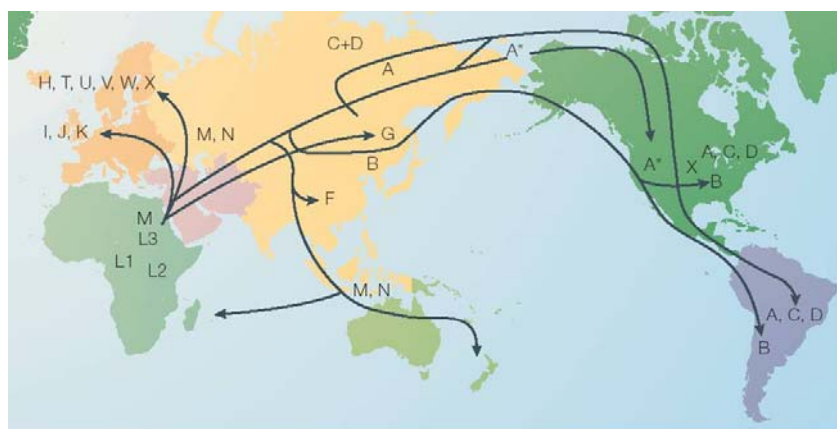 C+D
A*
A
H, T, U, V, W, X
I, J, K
M, N
G
B
A, C, D
A*
X
B
F
M
L3
L1
L2
M, N
A, C, D
B